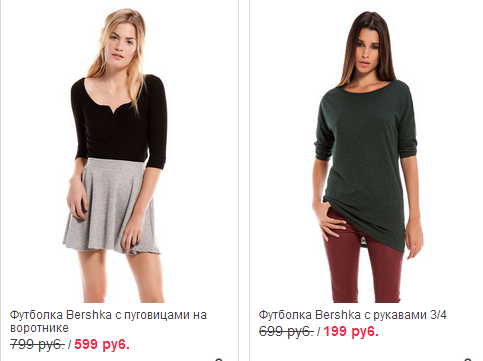 Футболка Bershka с пуговицами на
воротнике
799 руб. / 599 руб.
Футболка Bershka с рукавами 3/4
699 руб. / 199 руб.